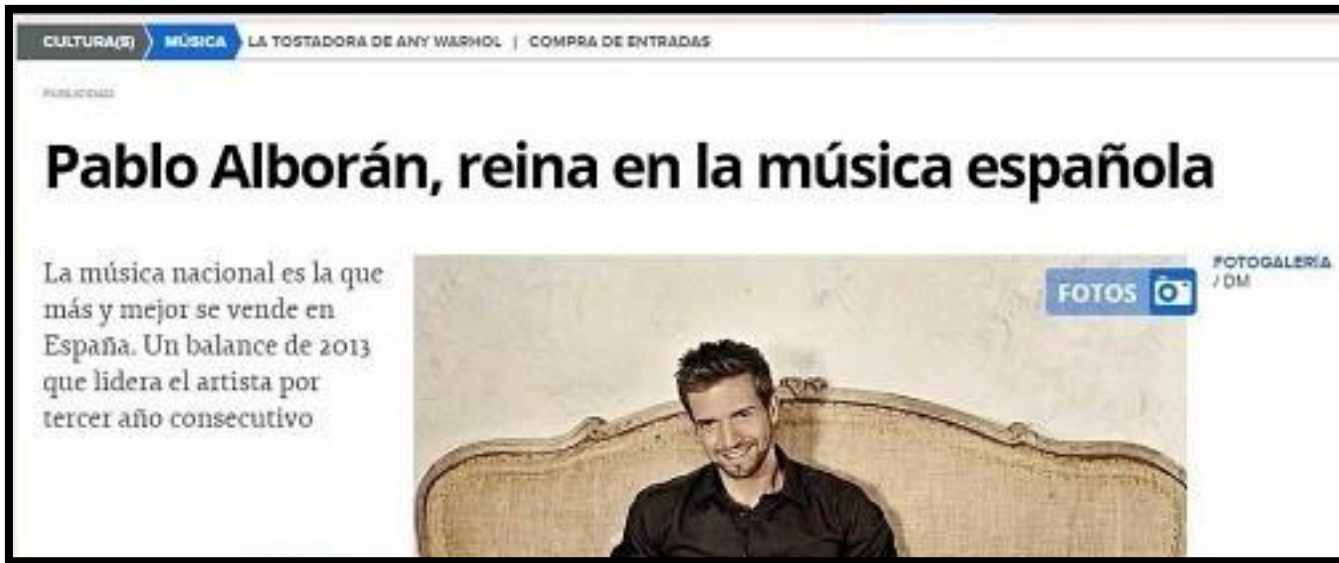 CULTURA(S) MÚSICA LA TOSTADORA DE ANY WARHOL | COMPRA DE ENTRADAS
PUBLICIDAD
Pablo Alborán, reina en la música española
La música nacional es la que
más y mejor se vende en
España. Un balance de 2013
que lidera el artista por
tercer año consecutivo
FOTOS
FOTOGALERÍA
/ DM